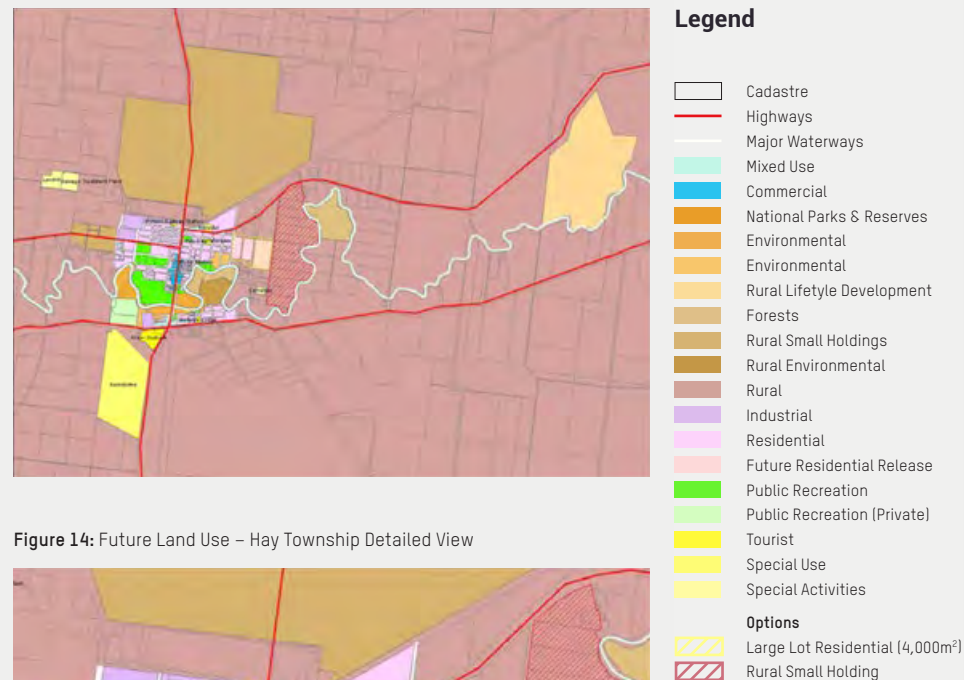 Legend
Cadastre
Highways
Major Waterways
Mixed Use
Commercial
National Parks & Reserves
Environmental
Environmental
Rural Lifetyle Development
Forests
Rural Small Holdings
Rural Environmental
Rural
Industrial
Residential
Future Residential Release
Public Recreation
Public Recreation (Private)
Tourist
Special Use
Special Activities
Options
Large Lot Residential (4,000m²)
Rural Small Holding
Figure 14: Future Land Use – Hay Township Detailed View